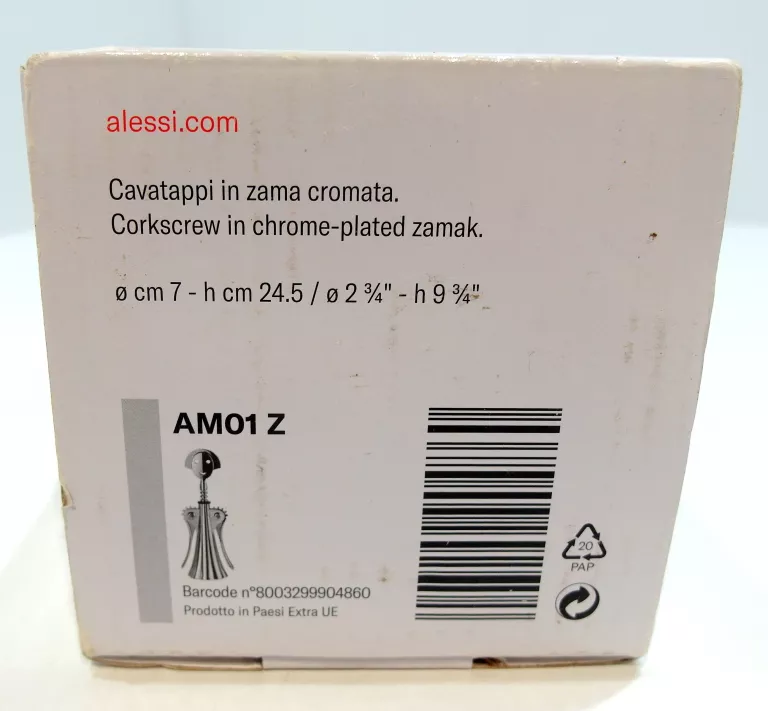 alessi.com
Cavatappi in zama cromata.
Corkscrew in chrome-plated zamak.
ø cm 7 - h cm 24.5 / ø 2 ¾" - h 9 ¾"
AM01 Z
Barcode n°8003299904860
Prodotto in Paesi Extra UE
20
PAP